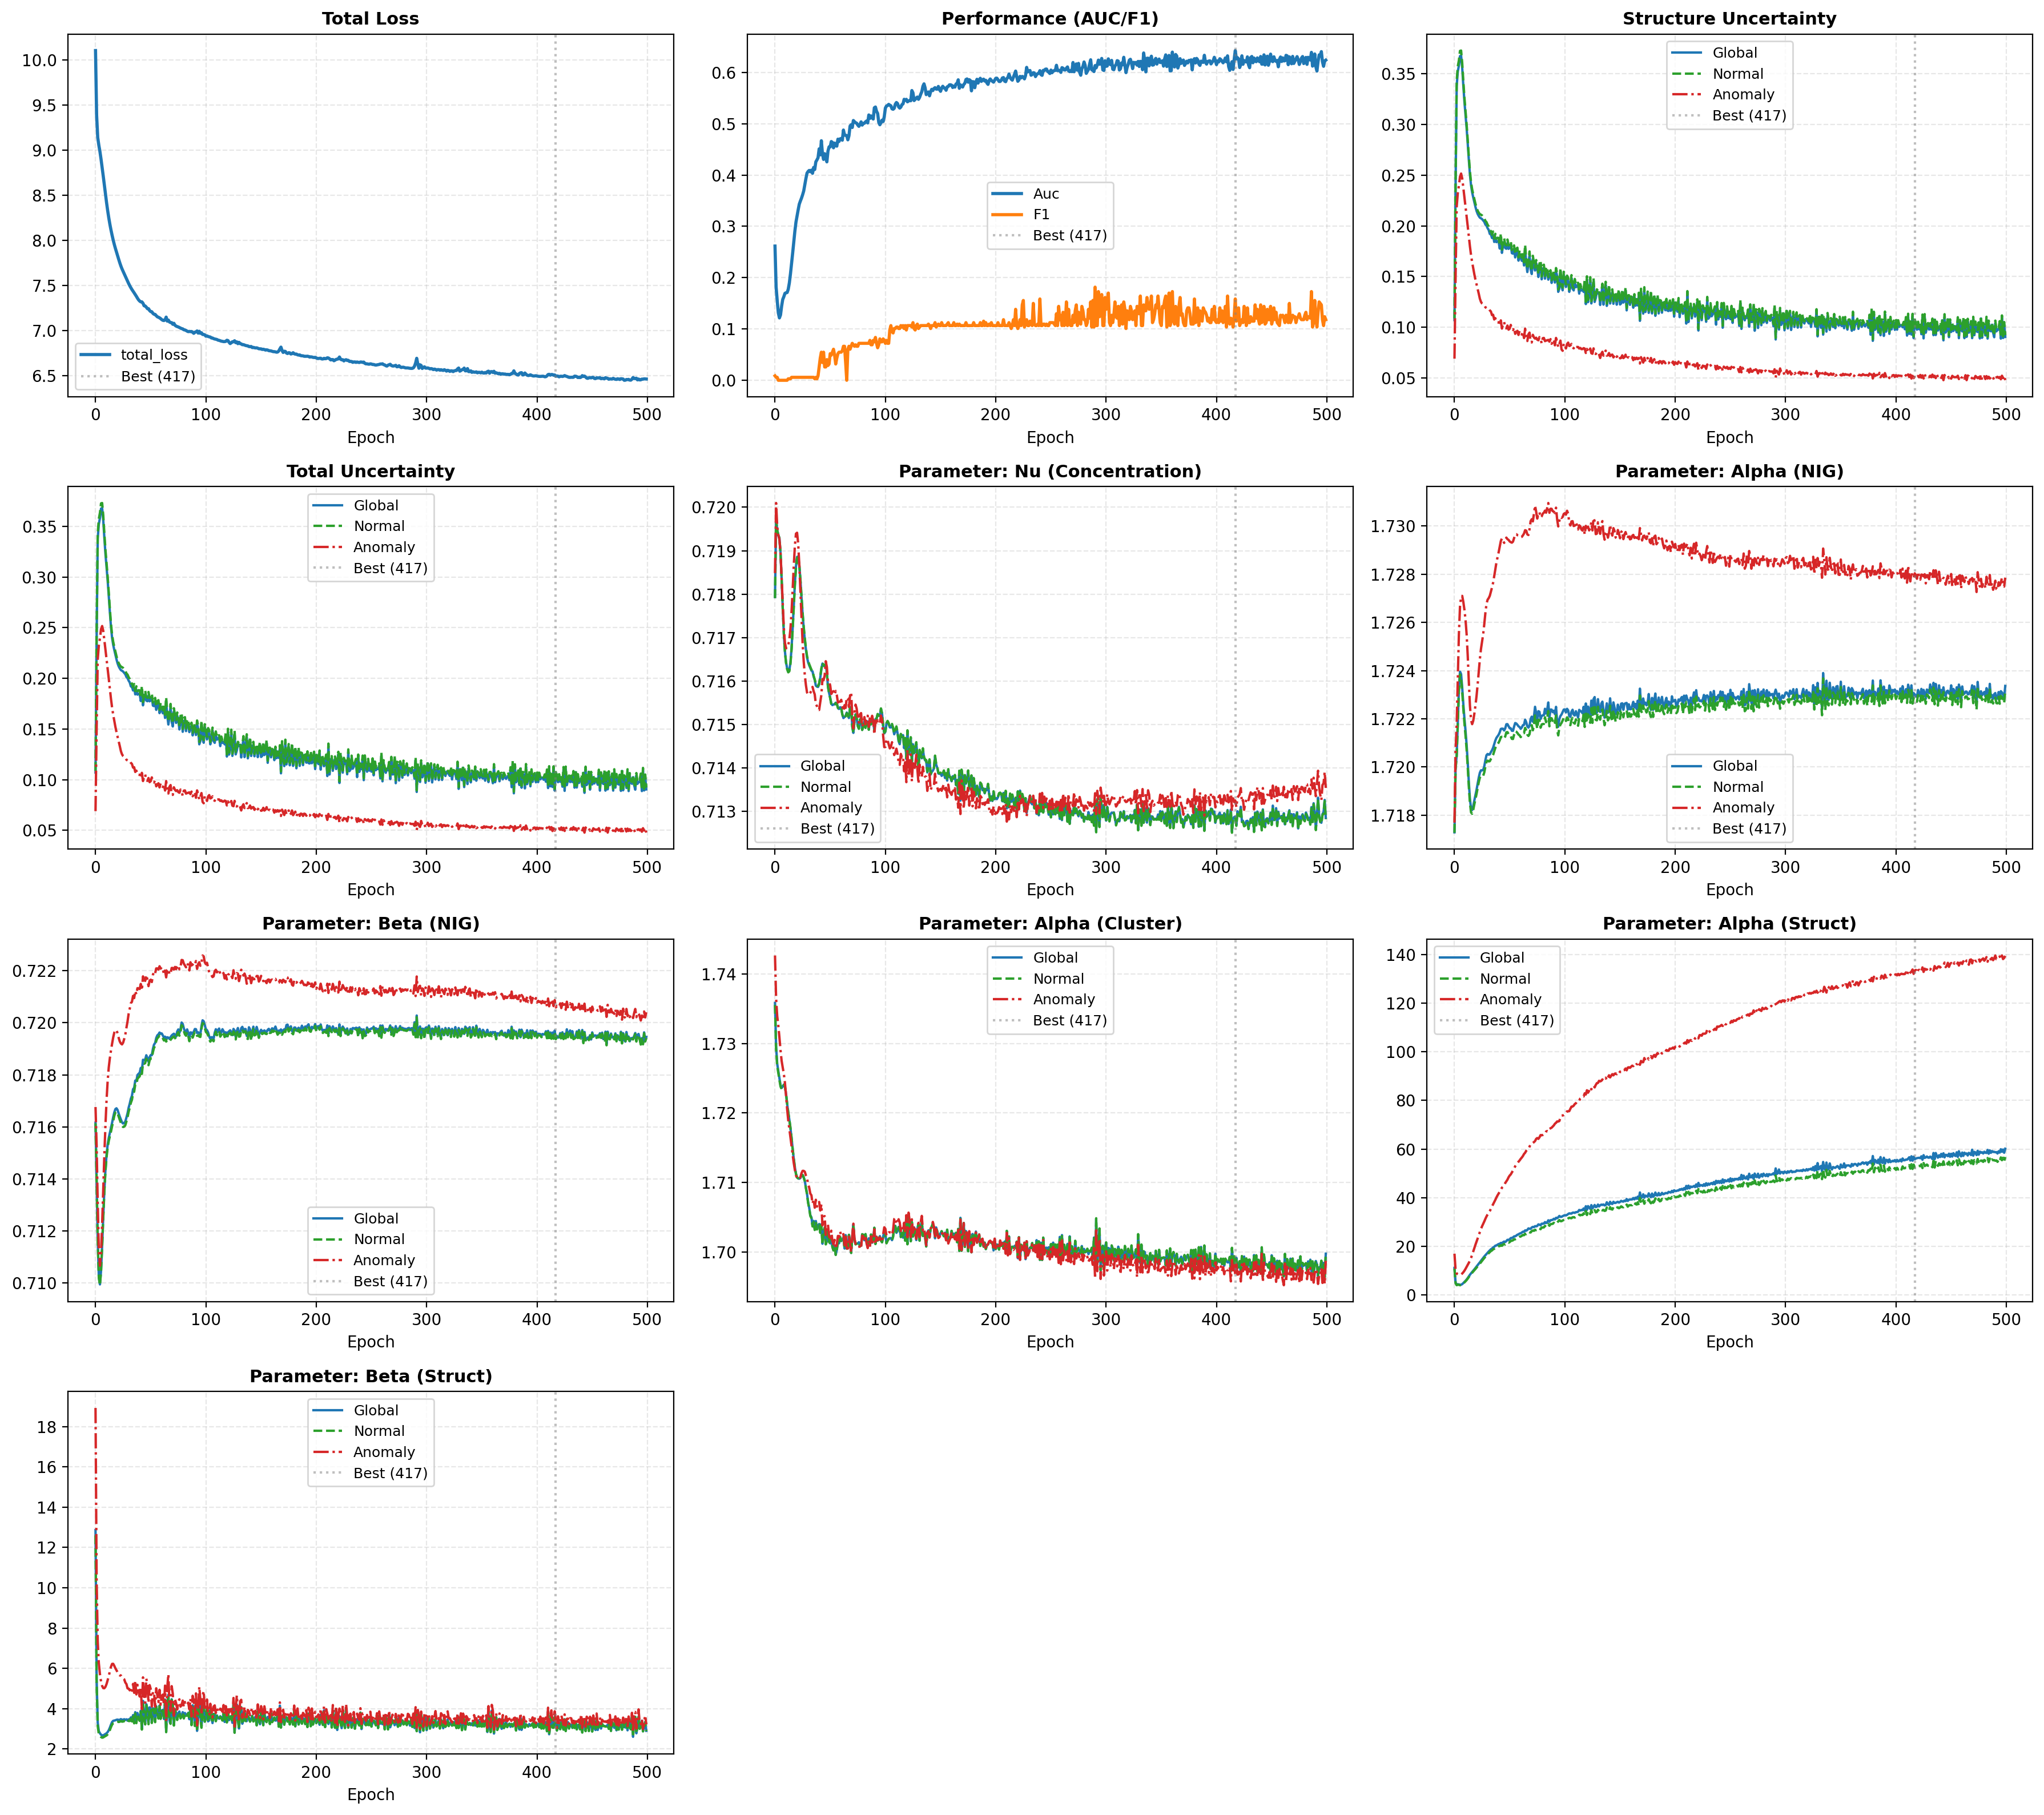 Total Loss
10.0
9.5
9.0
8.5
8.0
7.5
7.0
6.5
total_loss
Best (417)
0 100 200 300 400 500
Epoch
Performance (AUC/F1)
0.6
0.5
0.4
0.3
0.2
0.1
0.0
Auc
F1
Best (417)
0 100 200 300 400 500
Epoch
Structure Uncertainty
0.35
0.30
0.25
0.20
0.15
0.10
0.05
Global
Normal
Anomaly
Best (417)
0 100 200 300 400 500
Epoch
Total Uncertainty
0.35
0.30
0.25
0.20
0.15
0.10
0.05
Global
Normal
Anomaly
Best (417)
0 100 200 300 400 500
Epoch
Parameter: Nu (Concentration)
0.720
0.719
0.718
0.717
0.716
0.715
0.714
0.713
Global
Normal
Anomaly
Best (417)
0 100 200 300 400 500
Epoch
Parameter: Alpha (NIG)
1.730
1.728
1.726
1.724
1.722
1.720
1.718
Global
Normal
Anomaly
Best (417)
0 100 200 300 400 500
Epoch
Parameter: Beta (NIG)
0.722
0.720
0.718
0.716
0.714
0.712
0.710
Global
Normal
Anomaly
Best (417)
0 100 200 300 400 500
Epoch
Parameter: Alpha (Cluster)
1.74
1.73
1.72
1.71
1.70
Global
Normal
Anomaly
Best (417)
0 100 200 300 400 500
Epoch
Parameter: Alpha (Struct)
140
120
100
80
60
40
20
0
Global
Normal
Anomaly
Best (417)
0 100 200 300 400 500
Epoch
Parameter: Beta (Struct)
18
16
14
12
10
8
6
4
2
Global
Normal
Anomaly
Best (417)
0 100 200 300 400 500
Epoch